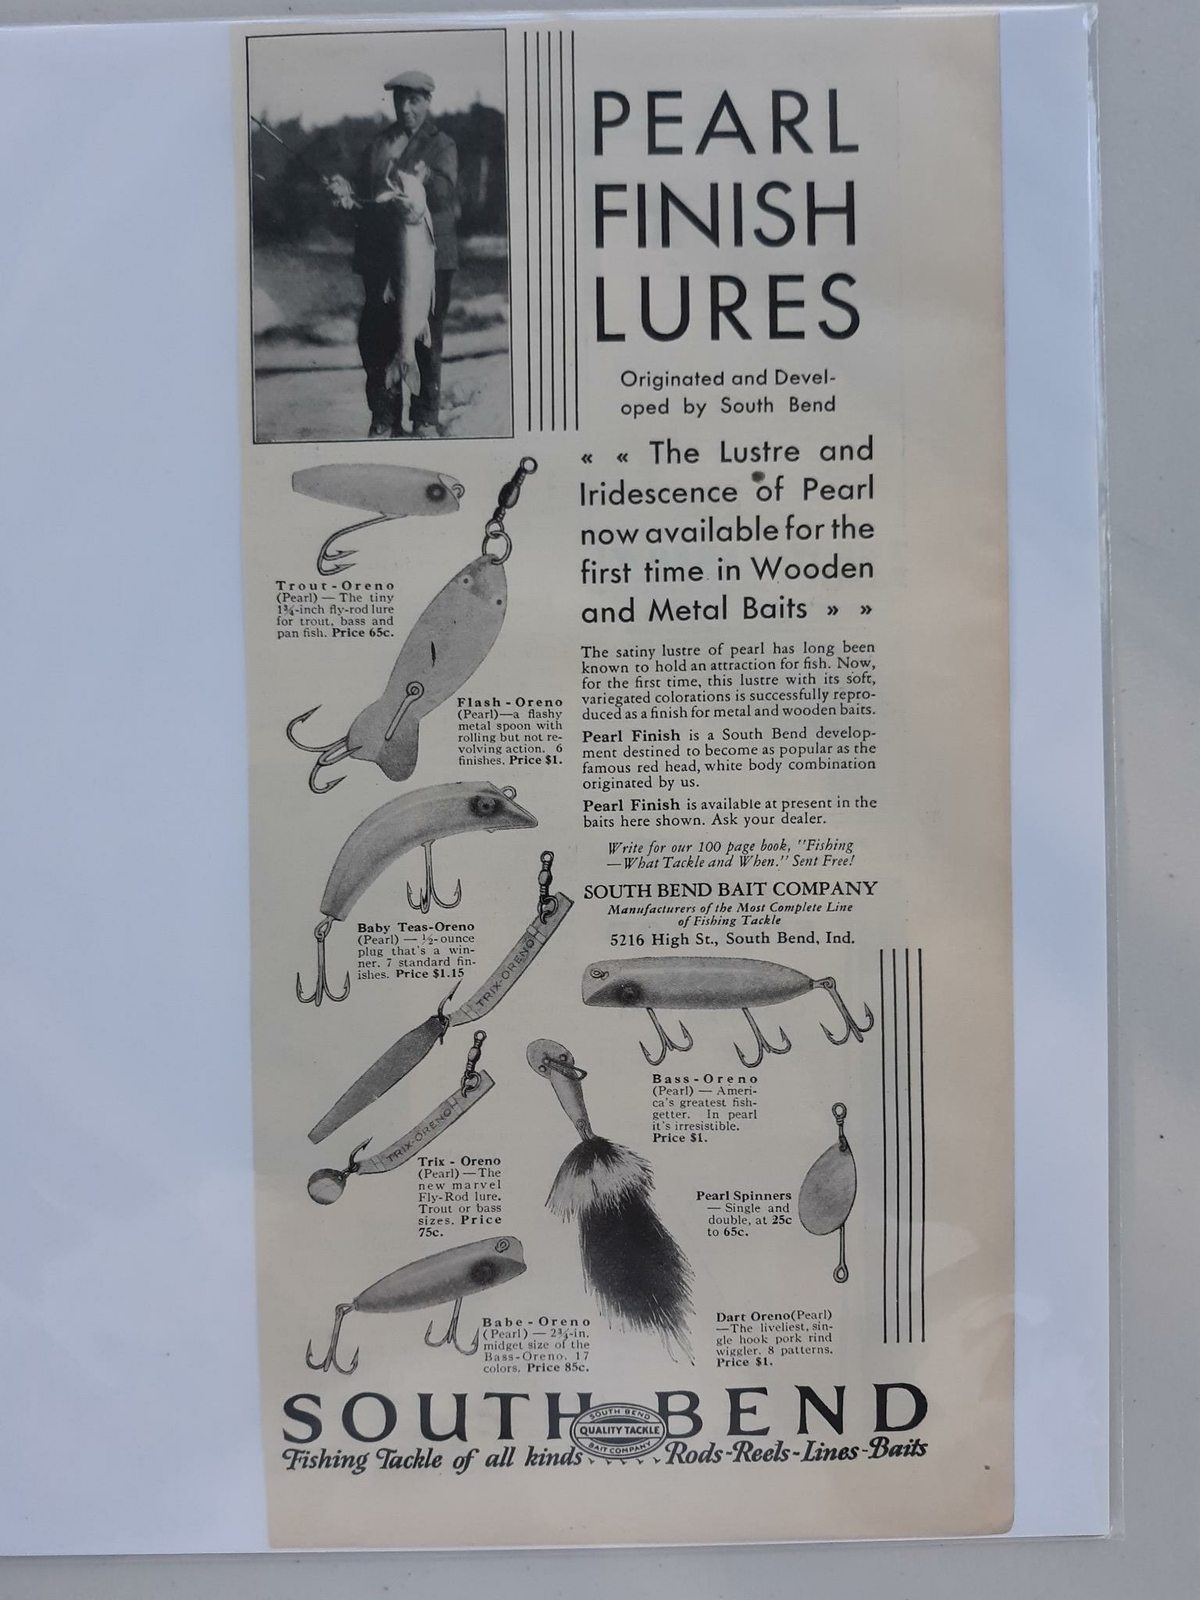 PEARL
FINISH
LURES
Originated and Devel-
oped by South Bend
« « The Lustre and
Iridescence of Pearl
now available for the
first time in Wooden
and Metal Baits » »
The satiny lustre of pearl has long been
known to hold an attraction for fish. Now,
for the first time, this lustre with its soft,
variegated colorations is successfully repro-
duced as a finish for metal and wooden baits.
Pearl Finish is a South Bend develop-
ment destined to become as popular as the
famous red head, white body combination
originated by us.
Pearl Finish is available at present in the
baits here shown. Ask your dealer.
Write for our 100 page book, "Fishing
—What Tackle and When." Sent Free!
SOUTH BEND BAIT COMPANY
Manufacturers of the Most Complete Line
of Fishing Tackle
5216 High St., South Bend, Ind.
Trout-Oreno
(Pearl) — The tiny
1¾-inch fly-rod lure
for trout, bass and
pan fish. Price 65c.
Flash-Oreno
(Pearl)—a flashy
metal spoon with
rolling but not re-
volving action. 6
finishes. Price $1.
Baby Teas-Oreno
(Pearl) — ½-ounce
plug that's a win-
ner. 7 standard fin-
ishes. Price $1.15
TRIX-ORENO
TRIX-ORENO
Trix-Oreno
(Pearl)—The
new marvel
Fly-Rod lure.
Trout or bass
sizes. Price
75c.
Bass-Oreno
(Pearl) — Ameri-
ca's greatest fish-
getter. In pearl
it's irresistible.
Price $1.
Pearl Spinners
— Single and
double, at 25c
to 65c.
Babe-Oreno
(Pearl) — 2¾-in.
midget size of the
Bass-Oreno. 17
colors. Price 85c.
Dart Oreno(Pearl)
—The liveliest, sin-
gle hook pork rind
wiggler. 8 patterns.
Price $1.
SOUTH BEND
SOUTH BEND
QUALITY TACKLE
BAIT COMPANY
Fishing Tackle of all kinds
Rods-Reels-Lines-Baits